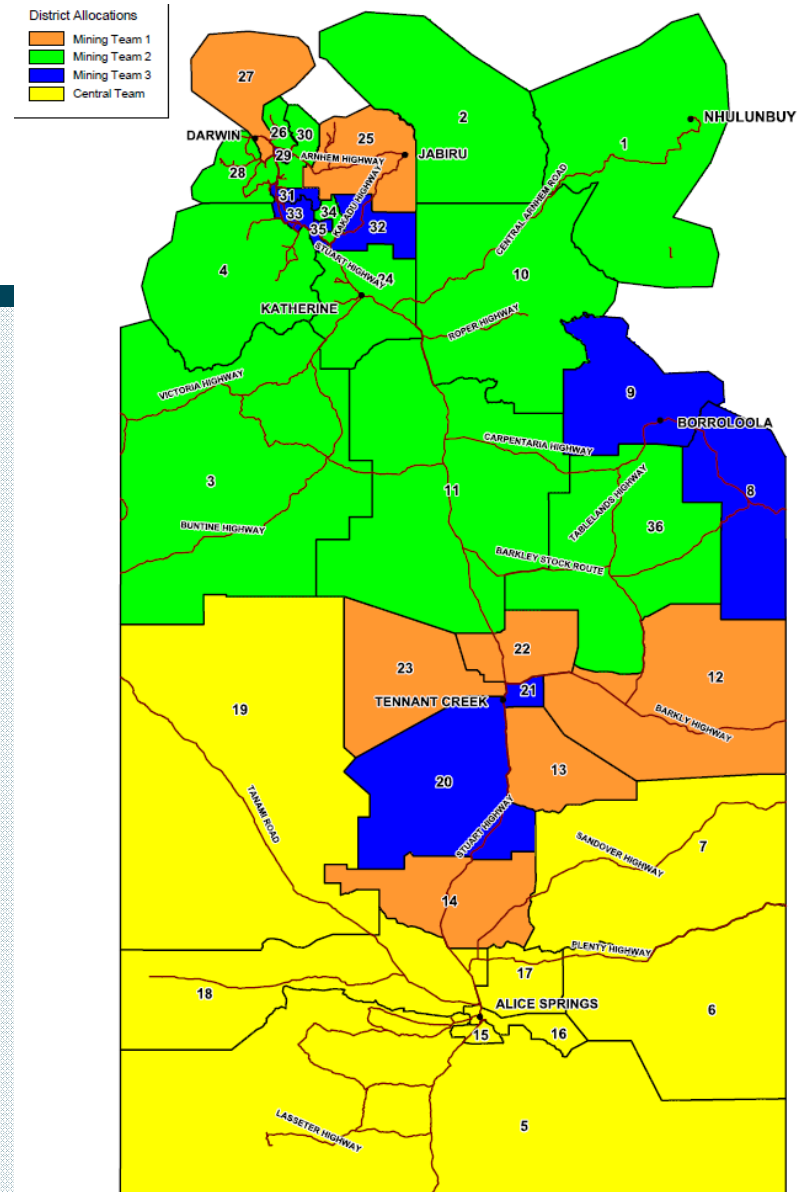 District Allocations
Mining Team 1
Mining Team 2
Mining Team 3
Central Team
27
2
NHULUNBUY
DARWIN
26
30
25
1
29
ARNHEM HIGHWAY
JABIRU
28
KAKADU HIGHWAY
CENTRAL ARNHEM ROAD
31
33
34
35
32
STUART HIGHWAY
24
4
10
KATHERINE
ROPER HIGHWAY
VICTORIA HIGHWAY
9
BORROLOOLA
CARPENTARIA HIGHWAY
3
11
TABLELANDS HIGHWAY
8
BUNTINE HIGHWAY
36
BARKLEY STOCK ROUTE
22
23
12
21
TENNANT CREEK
19
BARKLY HIGHWAY
13
20
TANAMI ROAD
STUART HIGHWAY
SANDOVER HIGHWAY
7
14
PLENTY HIGHWAY
17
18
ALICE SPRINGS
6
15
16
LASSETER HIGHWAY
5